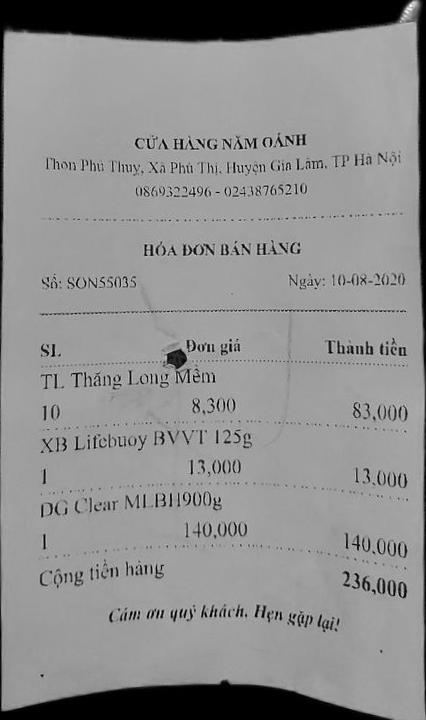 CỬA HÀNG NĂM OÁNH
Thôn Phú Thụy, Xã Phú Thị, Huyện Gia Lâm, TP Hà Nội
0869322496 - 02438765210
HÓA ĐƠN BÁN HÀNG
Số: SON55035 Ngày: 10-08-2020
SL Đơn giá Thành tiền
TL Thăng Long Mềm
10 8,300 83,000
XB Lifebuoy BVVT 125g
1 13,000 13,000
DG Clear MLBH900g
1 140,000 140,000
Cộng tiền hàng 236,000
Cảm ơn quý khách. Hẹn gặp lại!